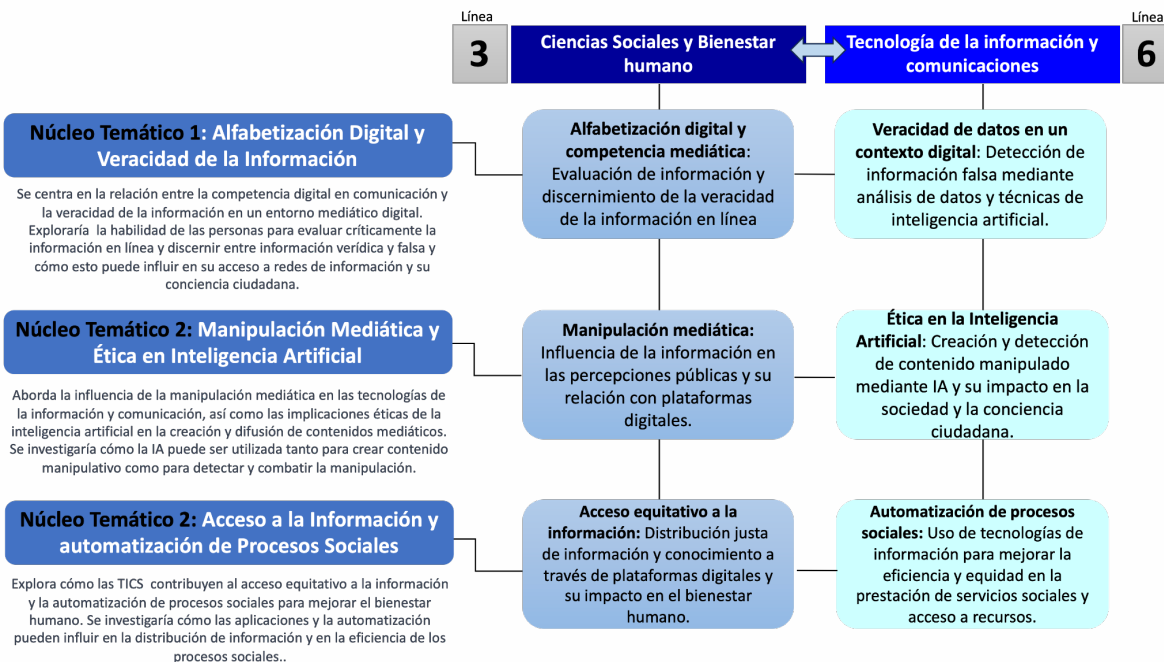 Línea
3
Ciencias Sociales y Bienestar
humano
Tecnología de la información y
comunicaciones
Línea
6
Núcleo Temático 1: Alfabetización Digital y
Veracidad de la Información
Se centra en la relación entre la competencia digital en comunicación y
la veracidad de la información en un entorno mediático digital.
Exploraría la habilidad de las personas para evaluar críticamente la
información en línea y discernir entre información verídica y falsa y
cómo esto puede influir en su acceso a redes de información y su
conciencia ciudadana.
Alfabetización digital y
competencia mediática:
Evaluación de información y
discernimiento de la veracidad
de la información en línea
Veracidad de datos en un
contexto digital: Detección de
información falsa mediante
análisis de datos y técnicas de
inteligencia artificial.
Núcleo Temático 2: Manipulación Mediática y
Ética en Inteligencia Artificial
Aborda la influencia de la manipulación mediática en las tecnologías de
la información y comunicación, así como las implicaciones éticas de la
inteligencia artificial en la creación y difusión de contenidos mediáticos.
Se investigaría cómo la IA puede ser utilizada tanto para crear contenido
manipulativo como para detectar y combatir la manipulación.
Manipulación mediática:
Influencia de la información en
las percepciones públicas y su
relación con plataformas
digitales.
Ética en la Inteligencia
Artificial: Creación y detección
de contenido manipulado
mediante IA y su impacto en la
sociedad y la conciencia
ciudadana.
Núcleo Temático 2: Acceso a la Información y
automatización de Procesos Sociales
Explora cómo las TICS contribuyen al acceso equitativo a la información
y la automatización de procesos sociales para mejorar el bienestar
humano. Se investigaría cómo las aplicaciones y la automatización
pueden influir en la distribución de información y en la eficiencia de los
procesos sociales..
Acceso equitativo a la
información: Distribución justa
de información y conocimiento a
través de plataformas digitales y
su impacto en el bienestar
humano.
Automatización de procesos
sociales: Uso de tecnologías de
información para mejorar la
eficiencia y equidad en la
prestación de servicios sociales y
acceso a recursos.